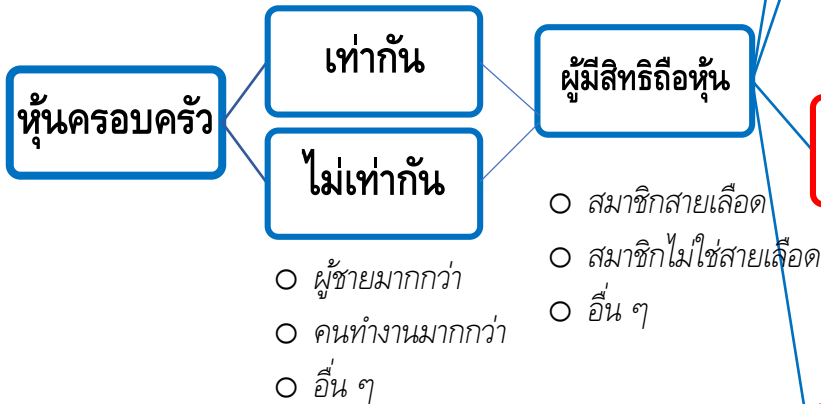 หุ้นครอบครัว
เท่ากัน
ไม่เท่ากัน
○ ผู้ชายมากกว่า
○ คนทำงานมากกว่า
○ อื่น ๆ
ผู้มีสิทธิถือหุ้น
○ สมาชิกสายเลือด
○ สมาชิกไม่ใช่สายเลือด
○ อื่น ๆ